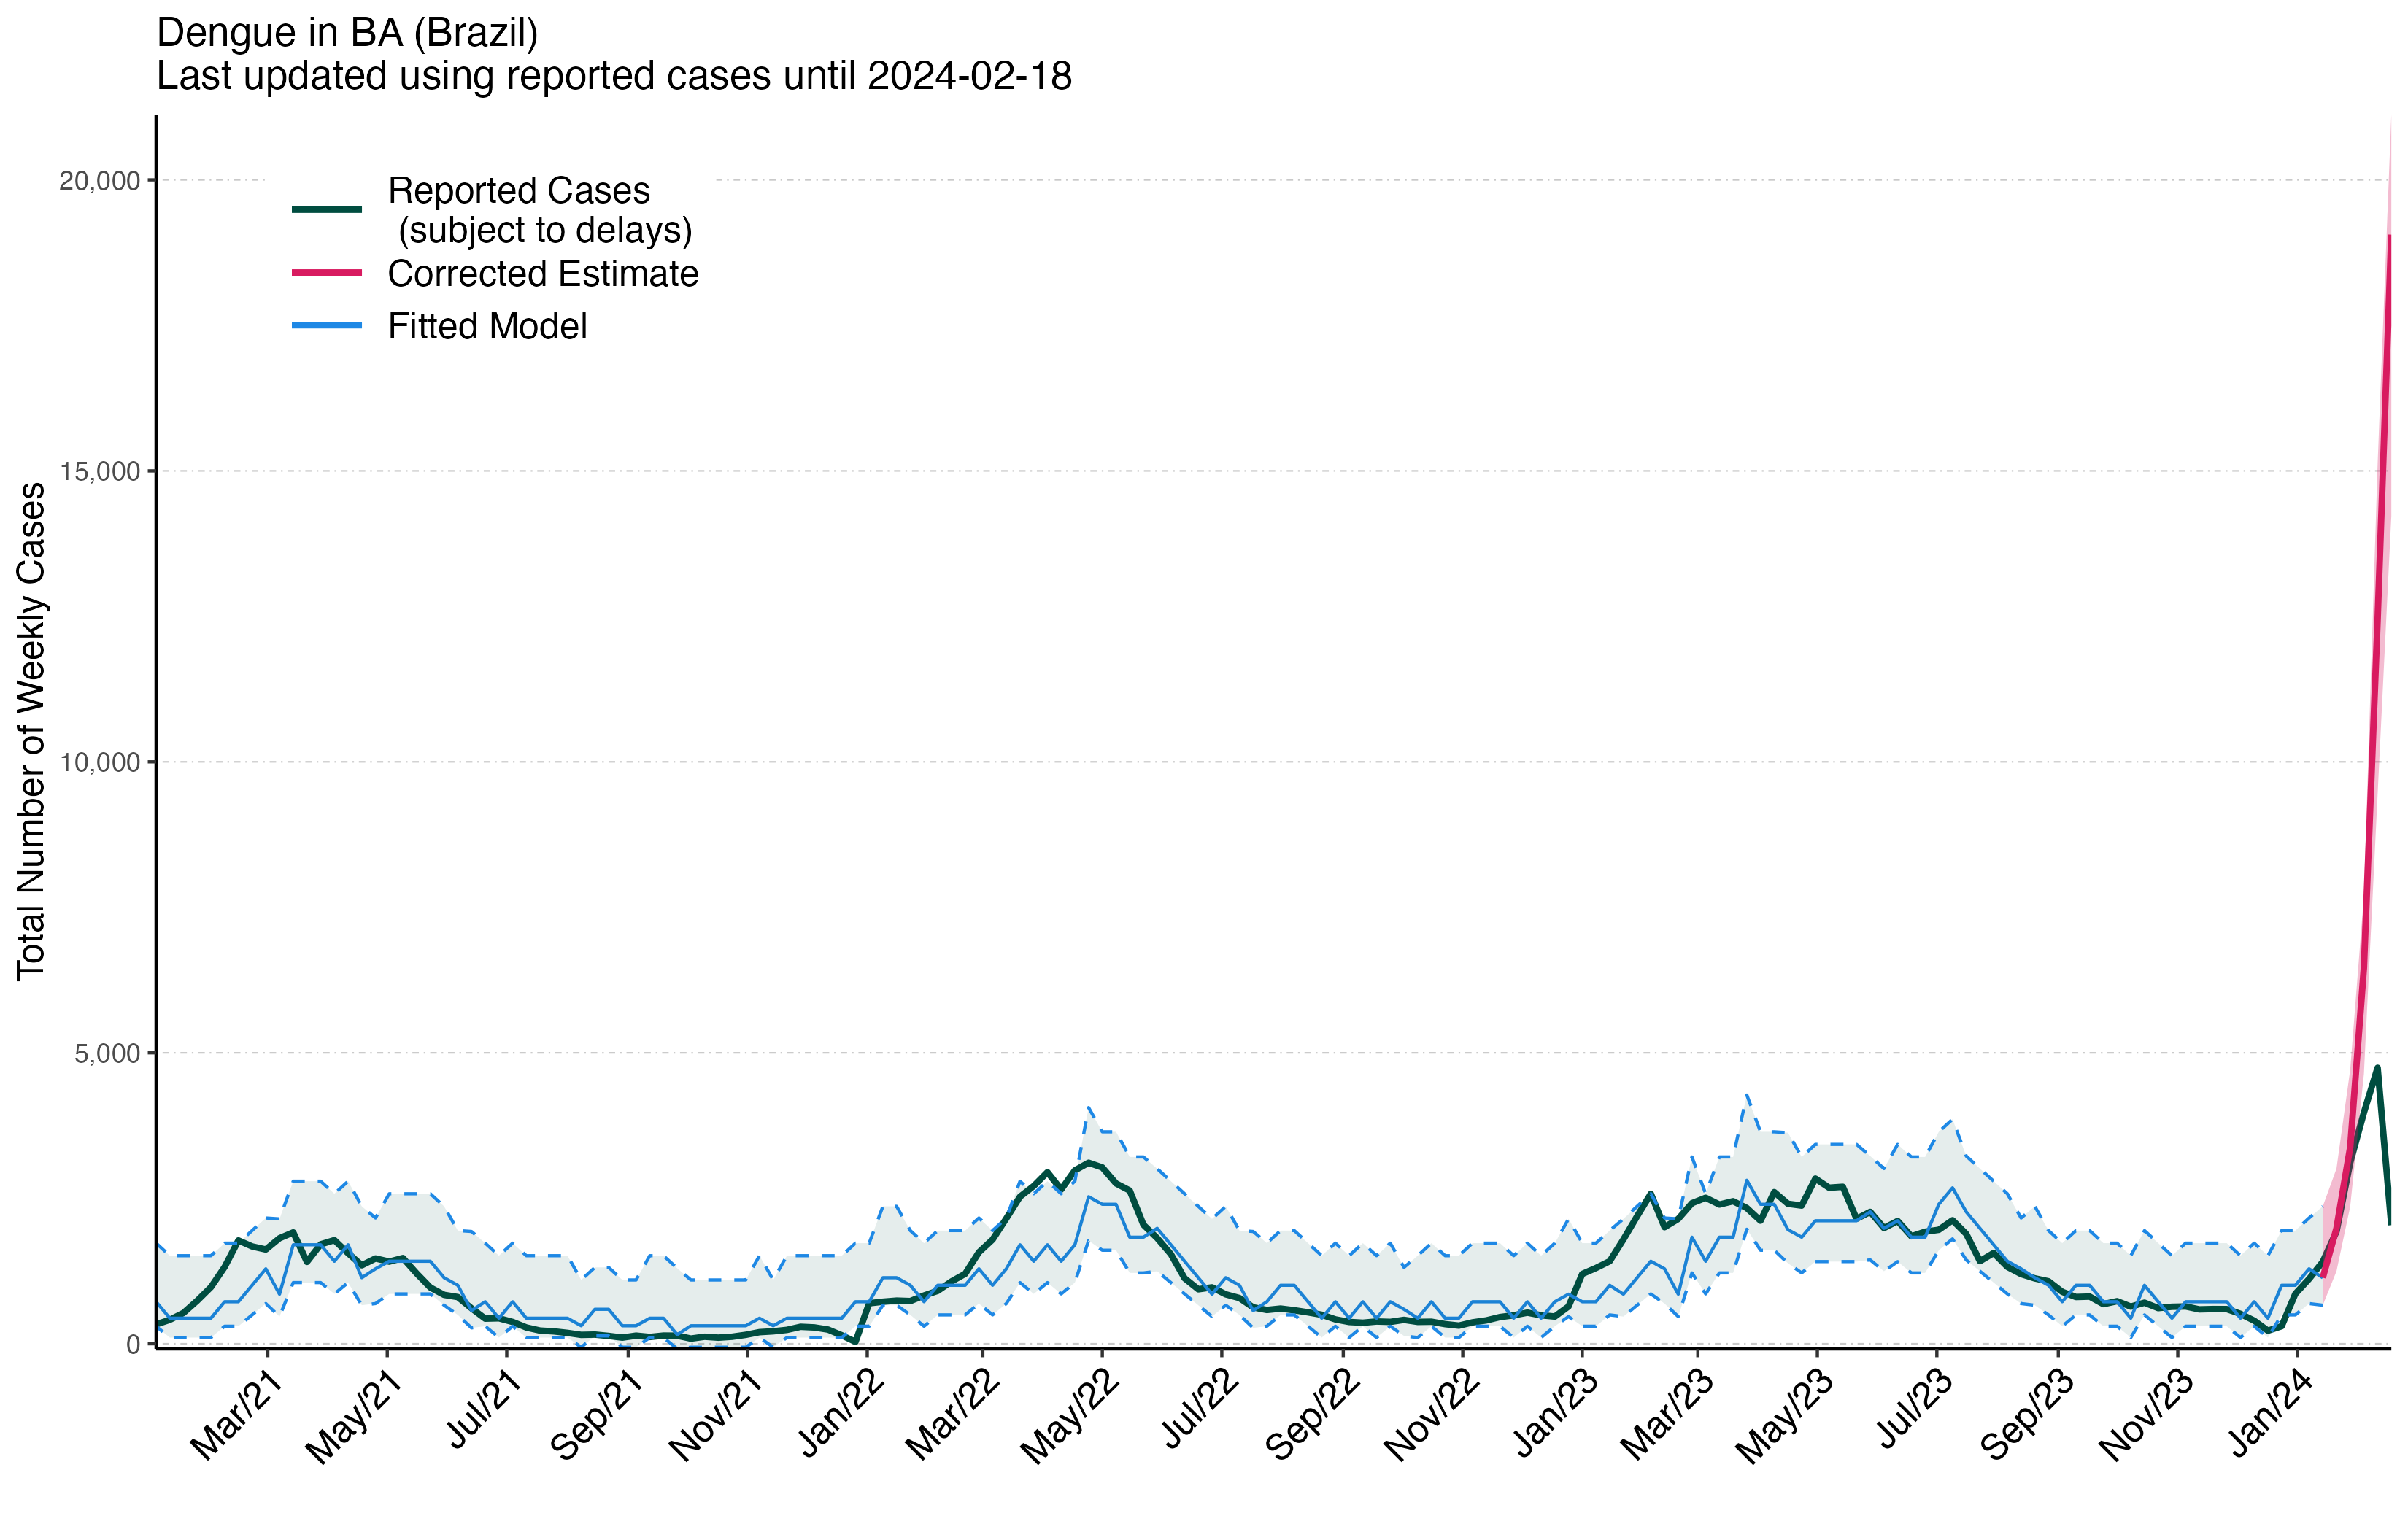 Dengue in BA (Brazil)
Last updated using reported cases until 2024-02-18
Total Number of Weekly Cases
20,000
15,000
10,000
5,000
0
Reported Cases
(subject to delays)
Corrected Estimate
Fitted Model
Mar/21
May/21
Jul/21
Sep/21
Nov/21
Jan/22
Mar/22
May/22
Jul/22
Sep/22
Nov/22
Jan/23
Mar/23
May/23
Jul/23
Sep/23
Nov/23
Jan/24